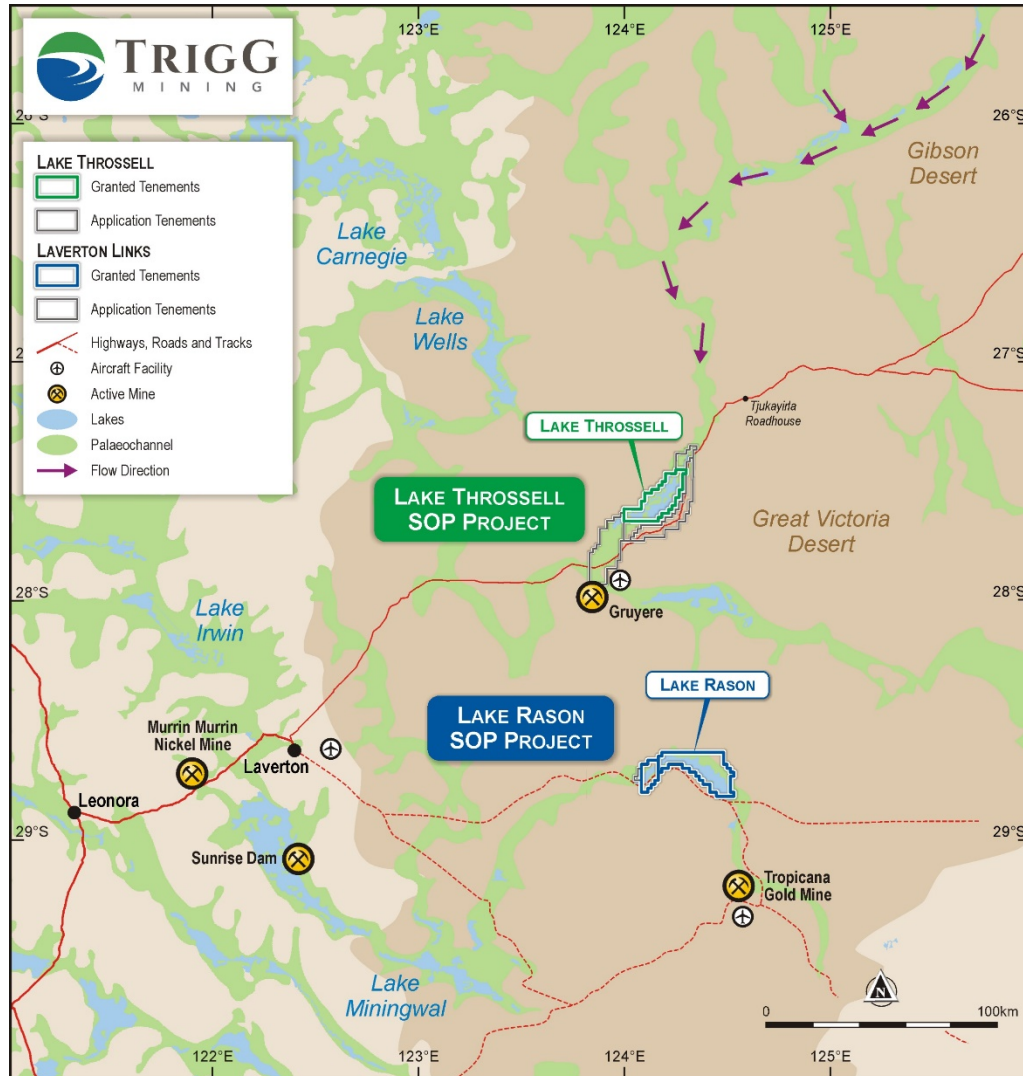 123°E
124°E
125°E
TRIGG
MINING
26°S
26°S
LAKE THROSSELL
Granted Tenements
Application Tenements
LAVERTON LINKS
Granted Tenements
Application Tenements
Highways, Roads and Tracks
Aircraft Facility
Active Mine
Lakes
Palaeochannel
Flow Direction
Gibson
Desert
Lake
Carnegie
Lake
Wells
27°S
Tjukayirla
Roadhouse
LAKE THROSSELL
LAKE THROSSELL
SOP PROJECT
Great Victoria
Desert
28°S
28°S
Gruyere
Lake
Irwin
LAKE RASON
LAKE RASON
SOP PROJECT
Murrin Murrin
Nickel Mine
Laverton
Leonora
29°S
29°S
Sunrise Dam
Tropicana
Gold Mine
Lake
Miningwal
N
0
100km
122°E
123°E
124°E
125°E